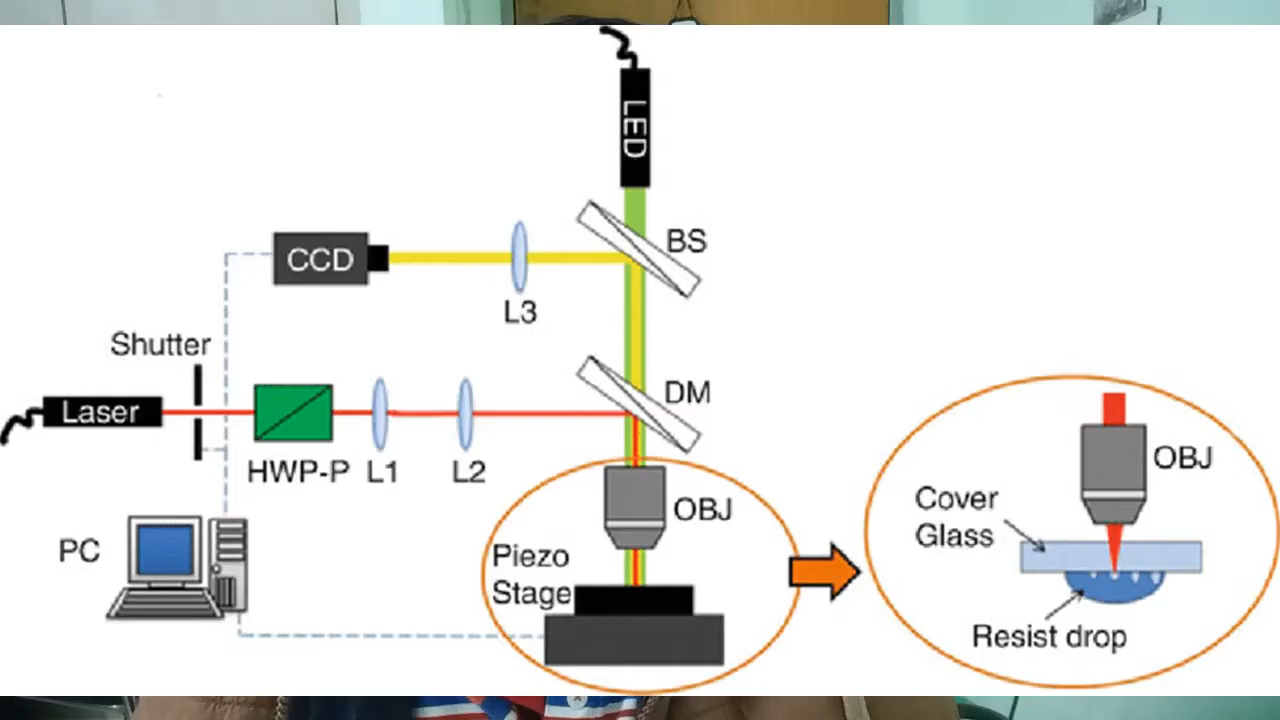 LED
BS
CCD
L3
Shutter
DM
Laser
HWP-P
L1
L2
OBJ
PC
Piezo
Stage
OBJ
Cover
Glass
Resist drop